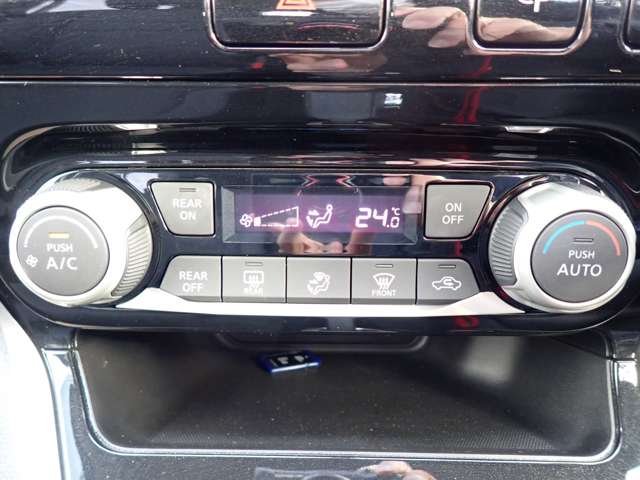 REAR ON
24.0°C
ON OFF
PUSH A/C
PUSH AUTO
REAR OFF
REAR
FRONT